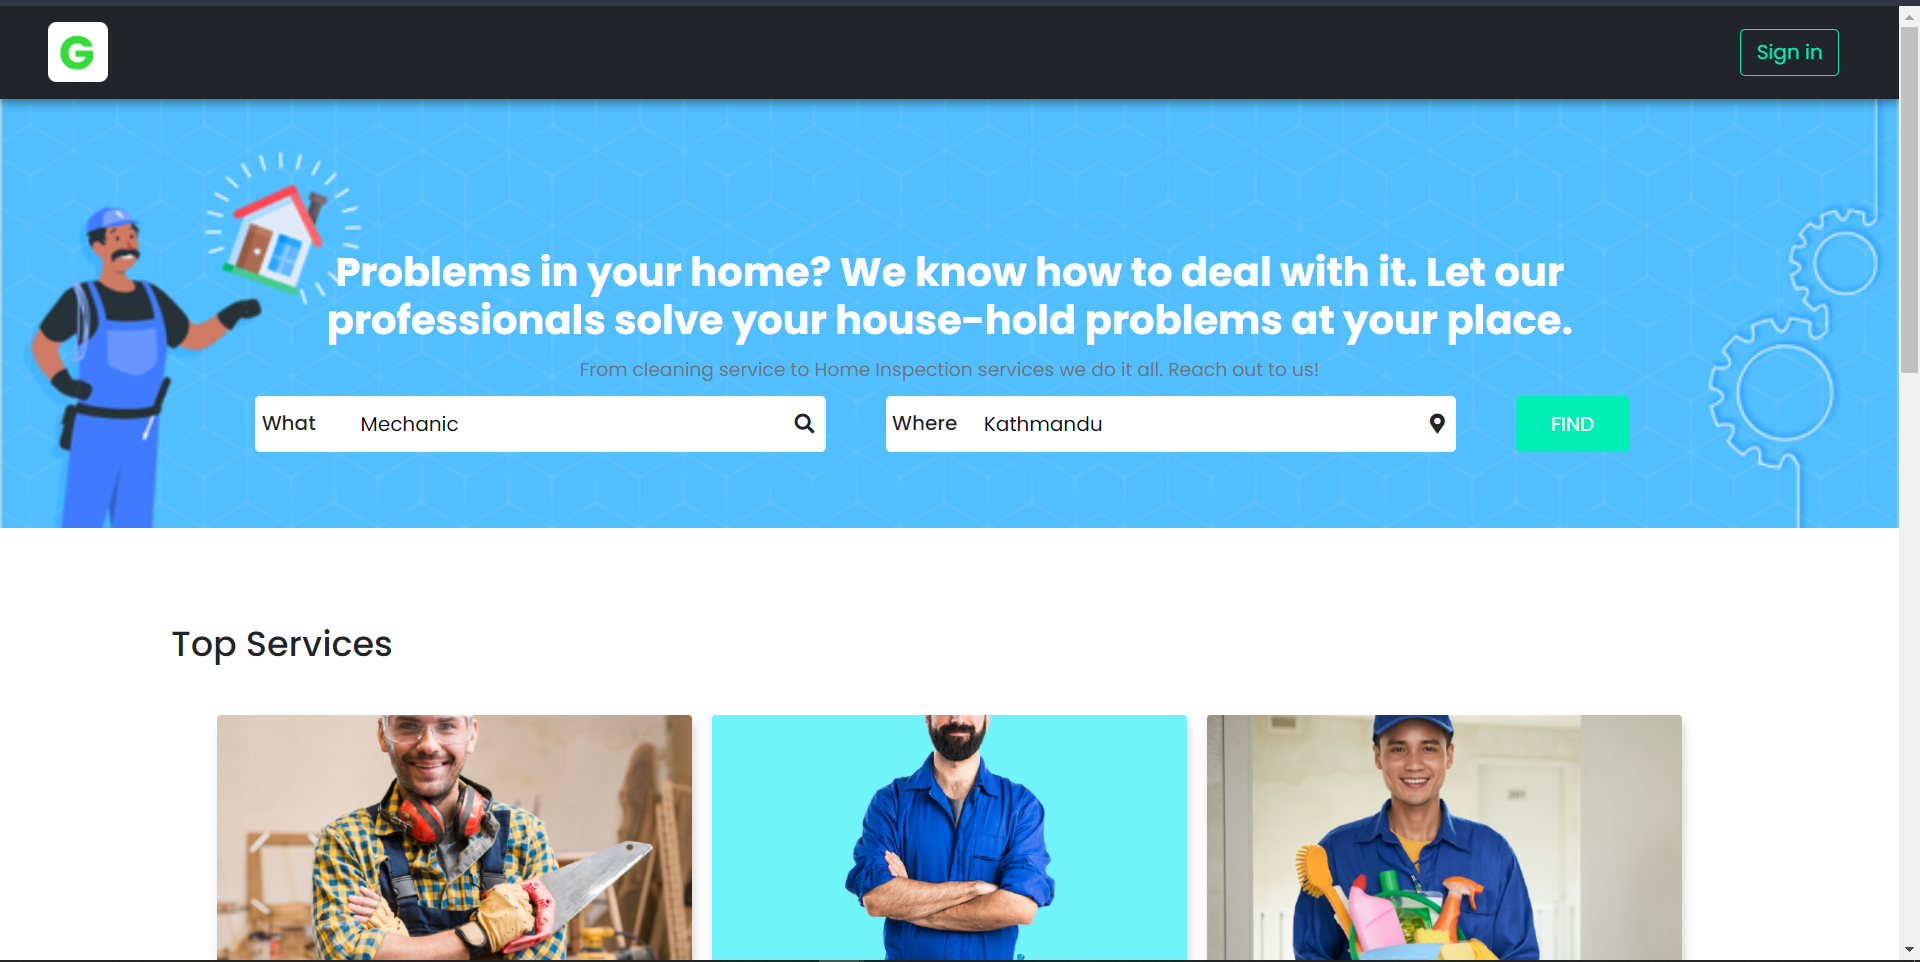 G
Sign in
Problems in your home? We know how to deal with it. Let our
professionals solve your house-hold problems at your place.
From cleaning service to Home Inspection services we do it all. Reach out to us!
What Mechanic
Where Kathmandu
FIND
Top Services